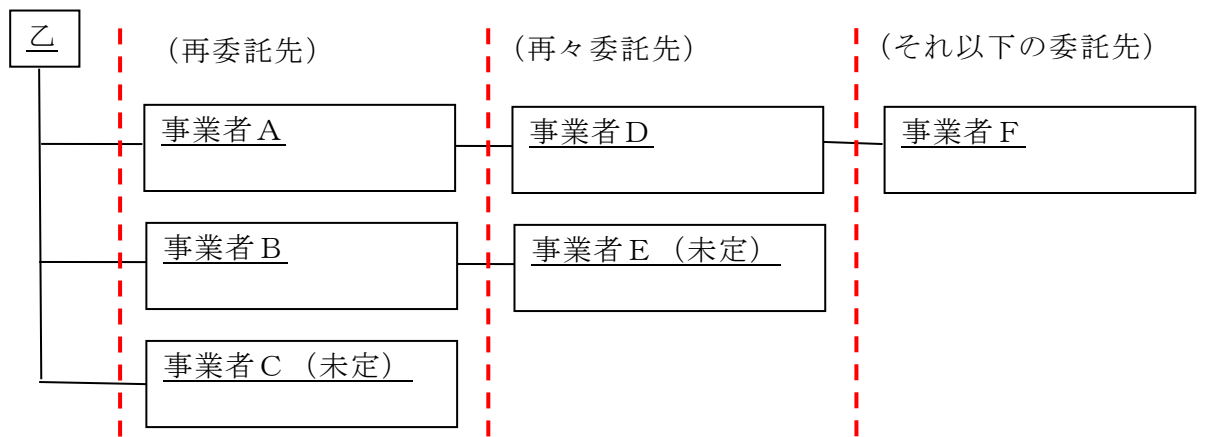 乙
(再委託先)
(再々委託先)
(それ以下の委託先)
事業者A
事業者D
事業者F
事業者B
事業者E (未定)
事業者C (未定)